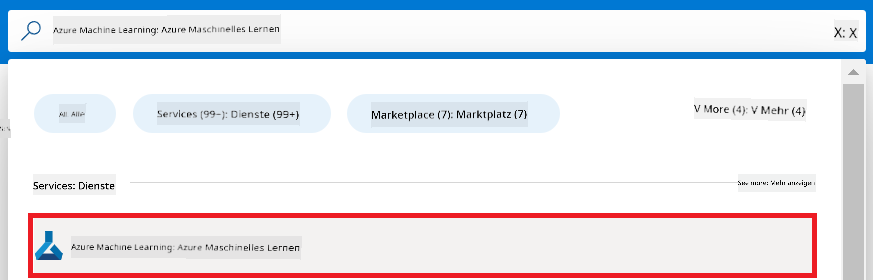 Azure Machine Learning: Azure Maschinelles Lernen
X: X
All: Alle
Services (99+): Dienste (99+)
Marketplace (7): Marktplatz (7)
V More (4): V Mehr (4)
Services: Dienste
See more: Mehr anzeigen
Azure Machine Learning: Azure Maschinelles Lernen